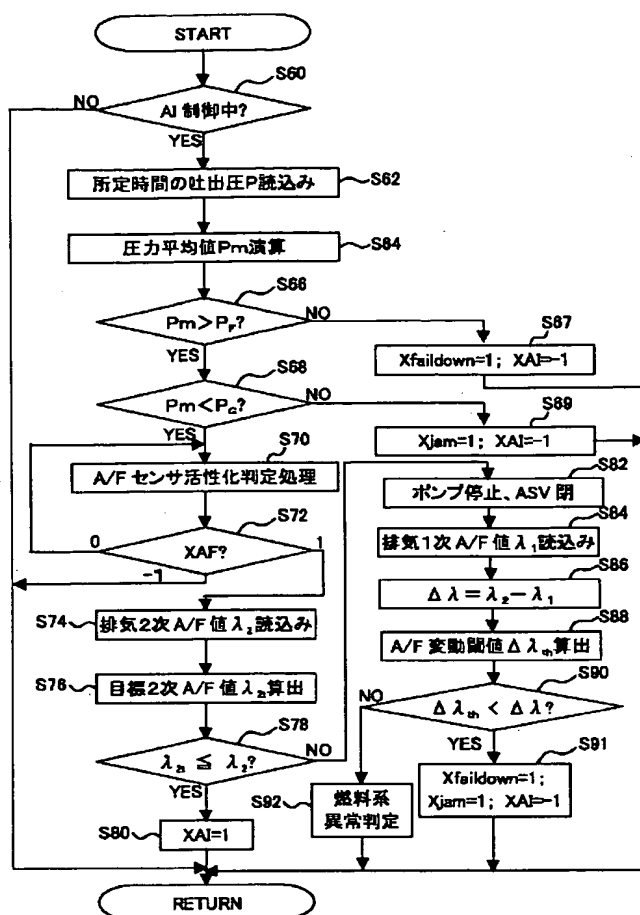 START
S60
AI 制御中?
NO
YES
所定時間の吐出圧P読込み
S62
圧力平均値Pm演算
S84
S66
Pm>PF?
NO
YES
S67
Xfaildown=1; XAI=-1
S68
Pm<PG?
NO
YES
S69
Xjam=1; XAI=-1
S70
A/F センサ活性化判定処理
S72
XAF?
0
1
-1
S74
排気2次 A/F 値λ2読込み
S76
目標2次 A/F 値λ2t算出
S78
λ2t ≦ λ2?
NO
YES
S80
XAI=1
S82
ポンプ停止、ASV 閉
S84
排気1次 A/F 値λ1読込み
S86
Δλ=λ2-λ1
S88
A/F 変動閾値Δλth算出
S90
Δλth<Δλ?
NO
YES
S91
Xfaildown=1;
Xjam=1; XAI=-1
S92
燃料系
異常判定
RETURN